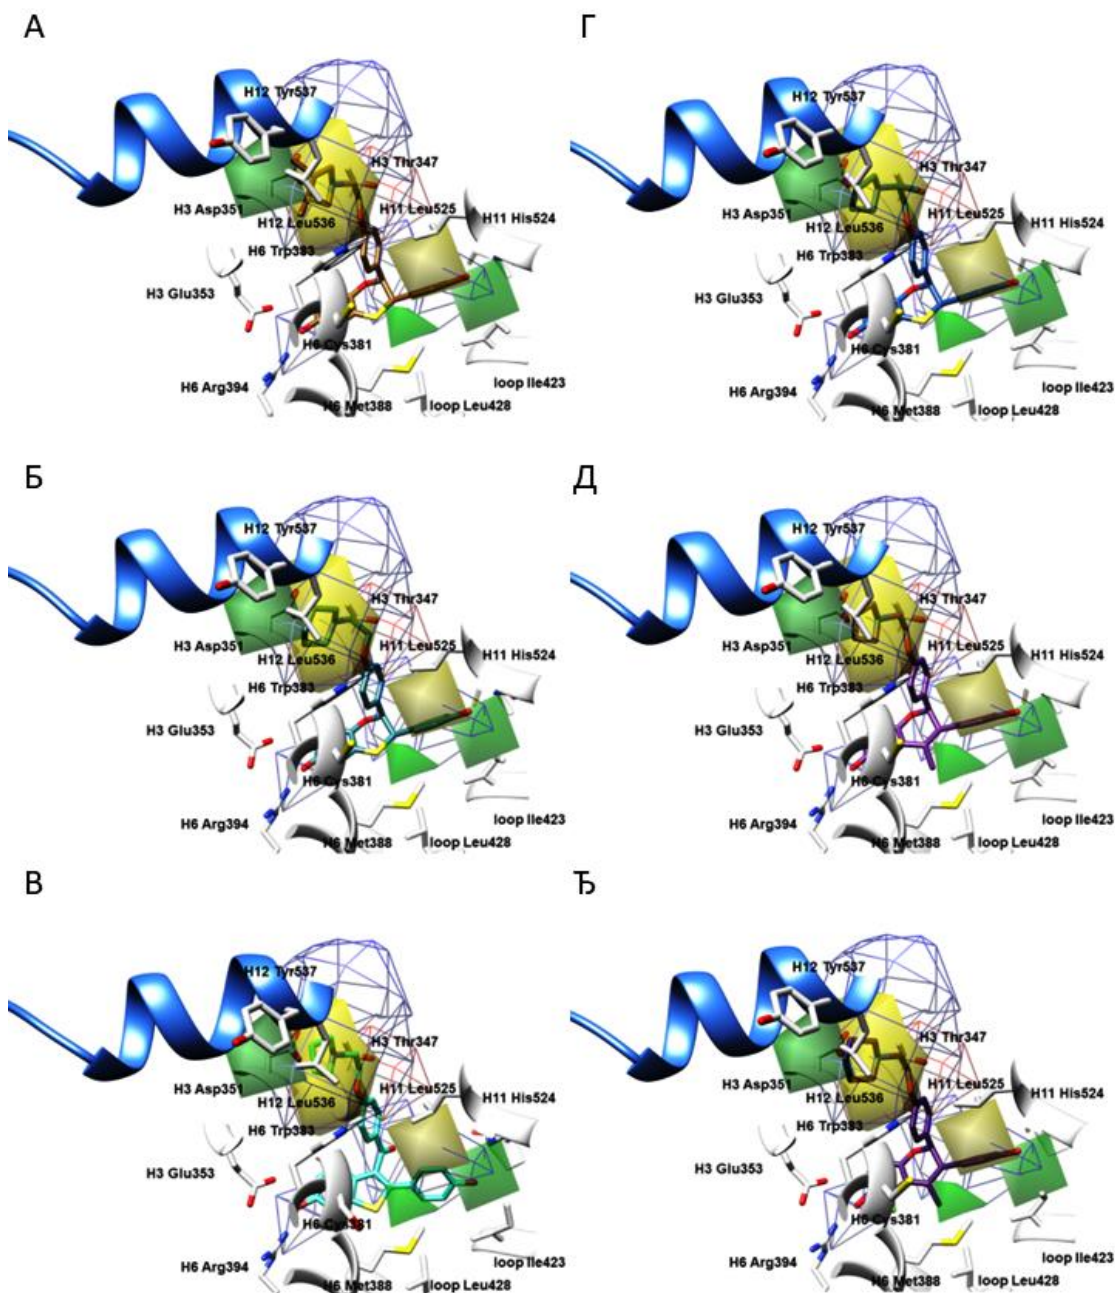 А
H12 Tyr537
H3 Thr347
H3 Asp351
H11 Leu525
H12 Leu536
H11 His524
H6 Trp383
H3 Glu353
H6 Cys381
H6 Arg394
loop Ile423
H6 Met388
loop Leu428
Г
H12 Tyr537
H3 Thr347
H3 Asp351
H11 Leu525
H12 Leu536
H11 His524
H6 Trp383
H3 Glu353
H6 Cys381
H6 Arg394
loop Ile423
H6 Met388
loop Leu428
Б
H12 Tyr537
H3 Thr347
H3 Asp351
H11 Leu525
H12 Leu536
H11 His524
H6 Trp383
H3 Glu353
H6 Cys381
H6 Arg394
loop Ile423
H6 Met388
loop Leu428
Д
H12 Tyr537
H3 Thr347
H3 Asp351
H11 Leu525
H12 Leu536
H11 His524
H6 Trp383
H3 Glu353
H6 Cys381
H6 Arg394
loop Ile423
H6 Met388
loop Leu428
В
H12 Tyr537
H3 Thr347
H3 Asp351
H11 Leu525
H12 Leu536
H11 His524
H6 Trp383
H3 Glu353
H6 Cys381
H6 Arg394
loop Ile423
H6 Met388
loop Leu428
Ђ
H12 Tyr537
H3 Thr347
H3 Asp351
H11 Leu525
H12 Leu536
H11 His524
H6 Trp383
H3 Glu353
H6 Cys381
H6 Arg394
loop Ile423
H6 Met388
loop Leu428